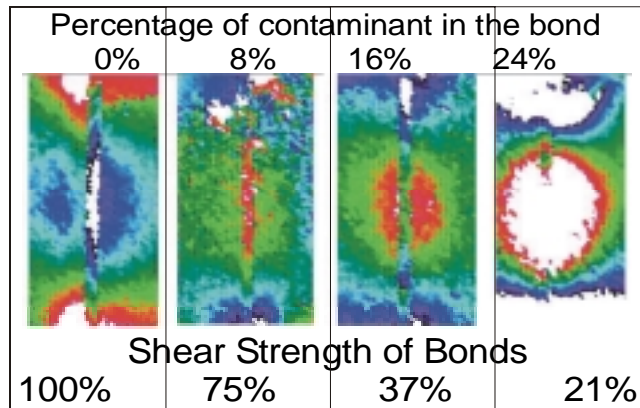 Percentage of contaminant in the bond
0% 8% 16% 24%
Shear Strength of Bonds
100% 75% 37% 21%